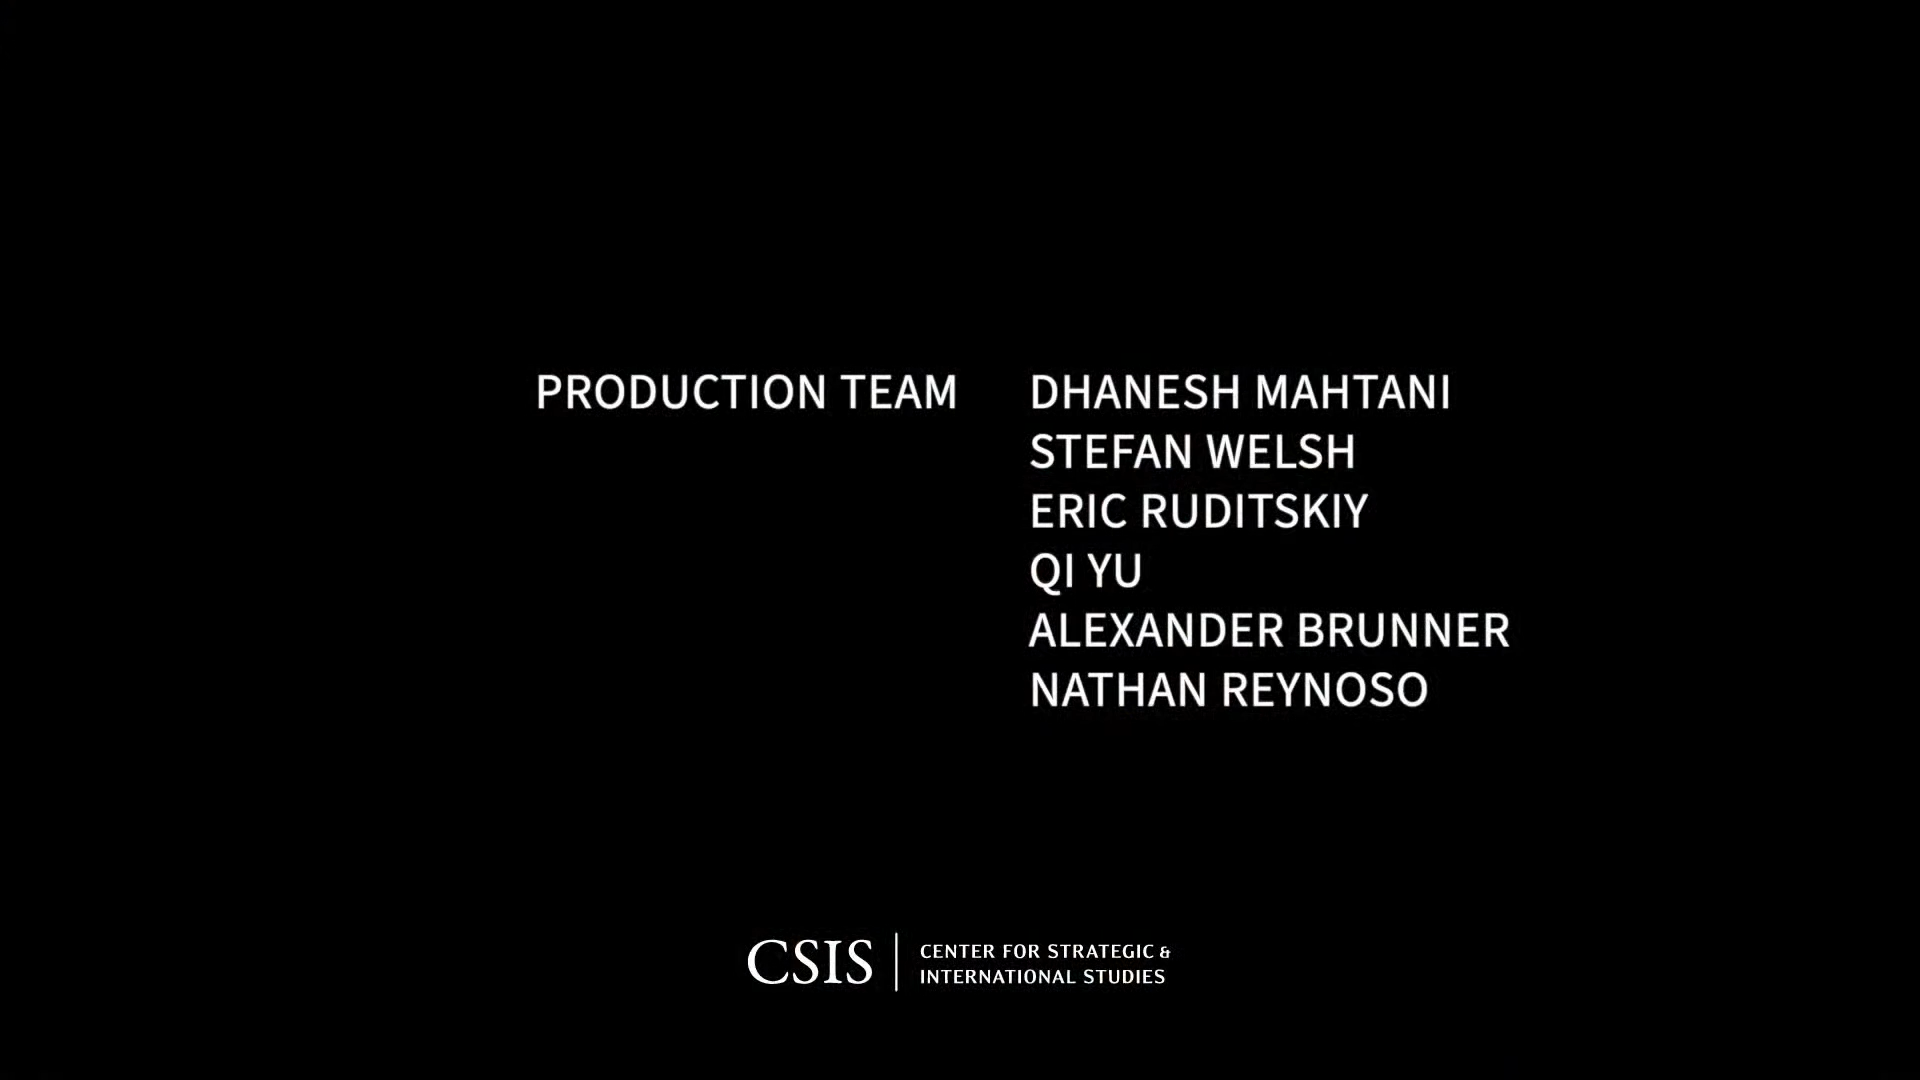 PRODUCTION TEAM DHANESH MAHTANI
STEFAN WELSH
ERIC RUDITSKIY
QI YU
ALEXANDER BRUNNER
NATHAN REYNOSO
CSIS CENTER FOR STRATEGIC &
INTERNATIONAL STUDIES